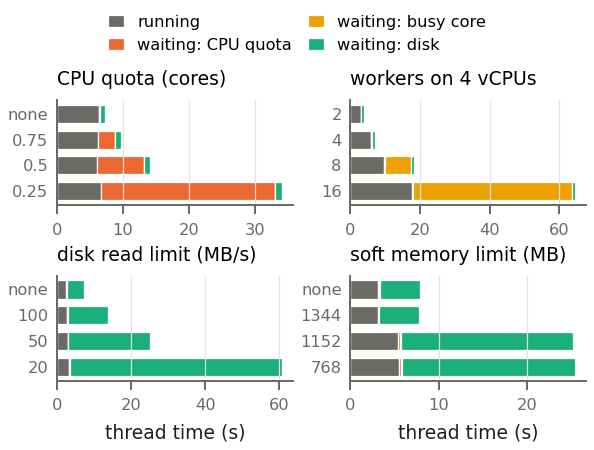 running
waiting: CPU quota
waiting: busy core
waiting: disk
CPU quota (cores)
none
0.75
0.5
0.25
0 10 20 30
workers on 4 vCPUs
2
4
8
16
0 20 40 60
disk read limit (MB/s)
none
100
50
20
0 20 40 60
thread time (s)
soft memory limit (MB)
none
1344
1152
768
0 10 20
thread time (s)